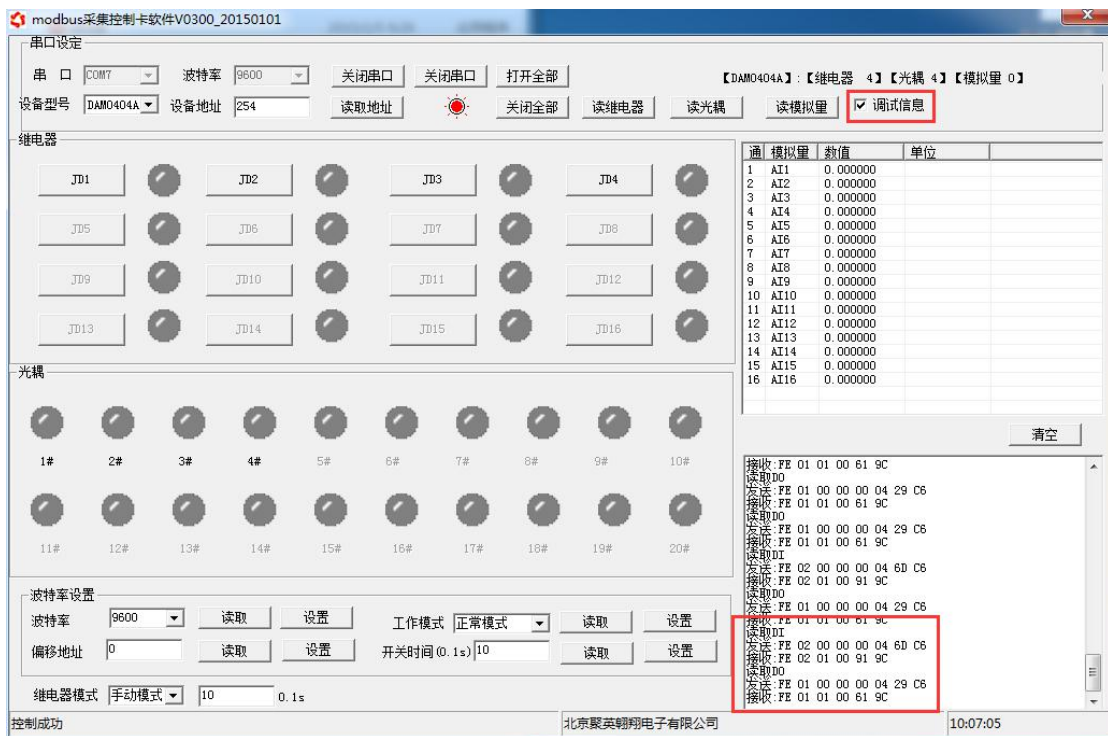 modbus采集控制卡软件V0300_20150101
串口设定
串 口 COM7 波特率 9600 关闭串口 关闭串口 打开全部 【DAM0404A】:【继电器 4】【光耦 4】【模拟量 0】
设备型号 DAM0404A 设备地址 254 读取地址 关闭全部 读继电器 读光耦 读模拟量 调试信息
继电器
JD1 JD2 JD3 JD4
JD5 JD6 JD7 JD8
JD9 JD10 JD11 JD12
JD13 JD14 JD15 JD16
通 模拟量 数值 单位
1 AI1 0.000000
2 AI2 0.000000
3 AI3 0.000000
4 AI4 0.000000
5 AI5 0.000000
6 AI6 0.000000
7 AI7 0.000000
8 AI8 0.000000
9 AI9 0.000000
10 AI10 0.000000
11 AI11 0.000000
12 AI12 0.000000
13 AI13 0.000000
14 AI14 0.000000
15 AI15 0.000000
16 AI16 0.000000
光耦
1# 2# 3# 4# 5# 6# 7# 8# 9# 10#
11# 12# 13# 14# 15# 16# 17# 18# 19# 20#
清空
接收:FE 01 01 00 61 9C
读取DO
发送:FE 01 00 00 00 04 29 C6
接收:FE 01 01 00 61 9C
读取DO
发送:FE 01 00 00 00 04 29 C6
接收:FE 01 01 00 61 9C
读取DI
发送:FE 02 00 00 00 04 6D C6
接收:FE 02 01 00 91 9C
读取DO
发送:FE 01 00 00 00 04 29 C6
接收:FE 01 01 00 61 9C
读取DI
发送:FE 02 00 00 00 04 6D C6
接收:FE 02 01 00 91 9C
读取DO
发送:FE 01 00 00 00 04 29 C6
接收:FE 01 01 00 61 9C
波特率设置
波特率 9600 读取 设置 工作模式 正常模式 读取 设置
偏移地址 0 读取 设置 开关时间(0.1s) 10 读取 设置
继电器模式 手动模式 10 0.1s
控制成功 北京聚英翱翔电子有限公司 10:07:05